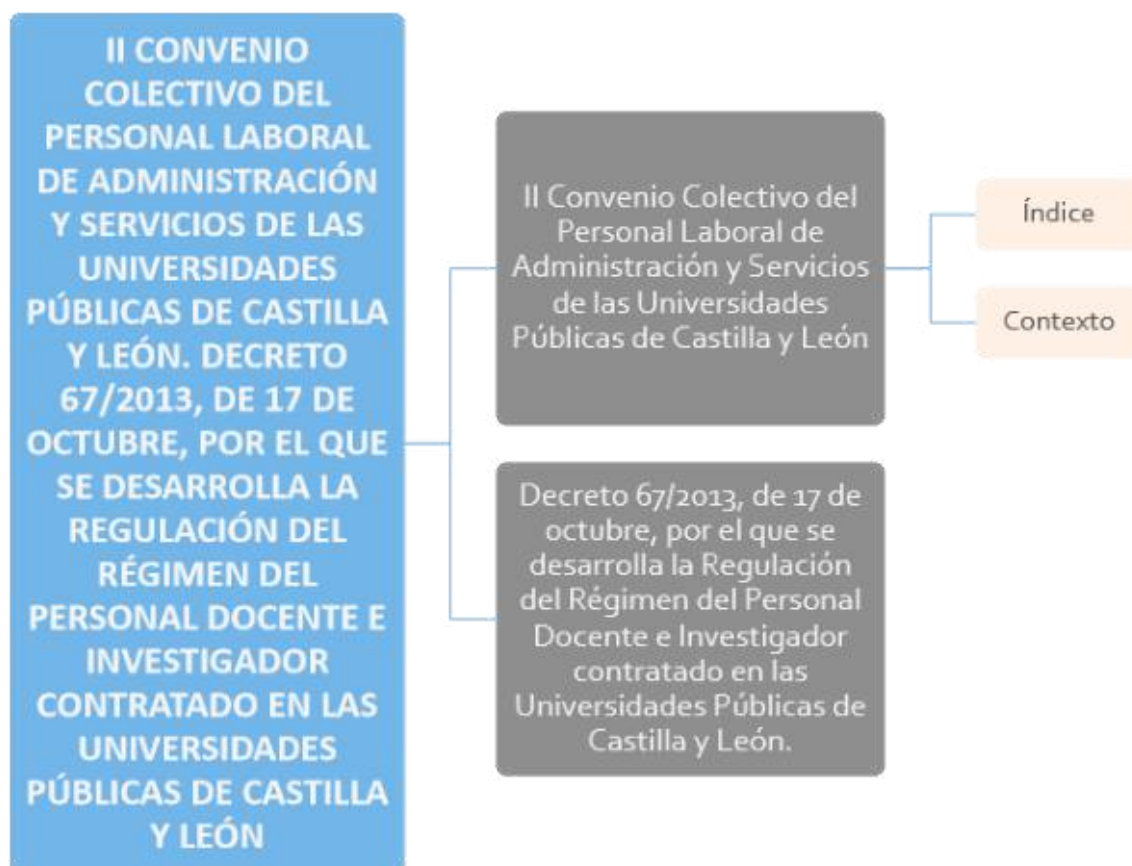 II CONVENIO
COLECTIVO DEL
PERSONAL LABORAL
DE ADMINISTRACIÓN
Y SERVICIOS DE LAS
UNIVERSIDADES
PÚBLICAS DE CASTILLA
Y LEÓN. DECRETO
67/2013, DE 17 DE
OCTUBRE, POR EL QUE
SE DESARROLLA LA
REGULACIÓN DEL
RÉGIMEN DEL
PERSONAL DOCENTE E
INVESTIGADOR
CONTRATADO EN LAS
UNIVERSIDADES
PÚBLICAS DE CASTILLA
Y LEÓN
II Convenio Colectivo del
Personal Laboral de
Administración y Servicios
de las Universidades
Públicas de Castilla y León
Índice
Contexto
Decreto 67/2013, de 17 de
octubre, por el que se
desarrolla la Regulación
del Régimen del Personal
Docente e Investigador
contratado en las
Universidades Públicas de
Castilla y León.